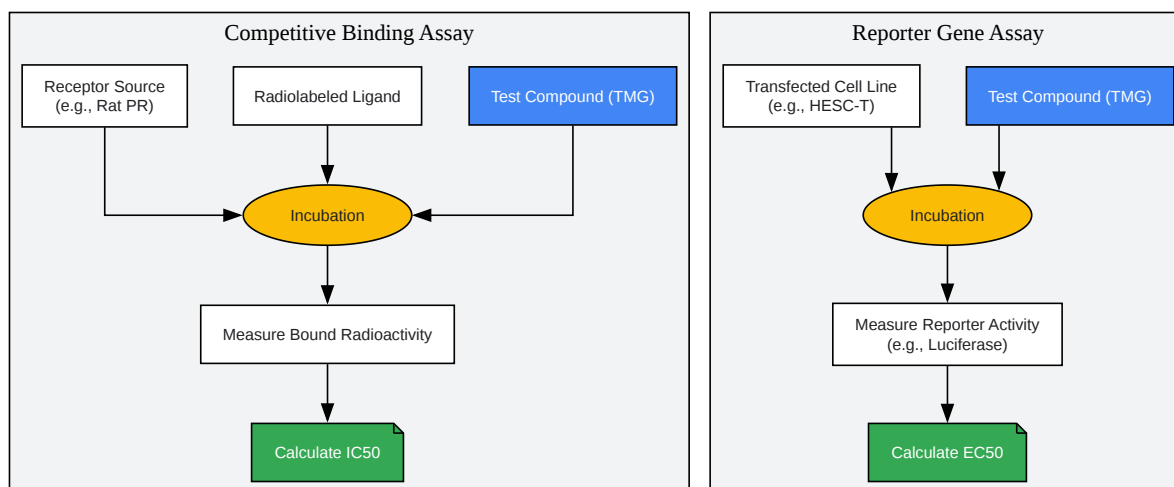 Competitive Binding Assay
Receptor Source
(e.g., Rat PR)
Radiolabeled Ligand
Test Compound (TMG)
Incubation
Measure Bound Radioactivity
Calculate IC50
Reporter Gene Assay
Transfected Cell Line
(e.g., HESC-T)
Test Compound (TMG)
Incubation
Measure Reporter Activity
(e.g., Luciferase)
Calculate EC50